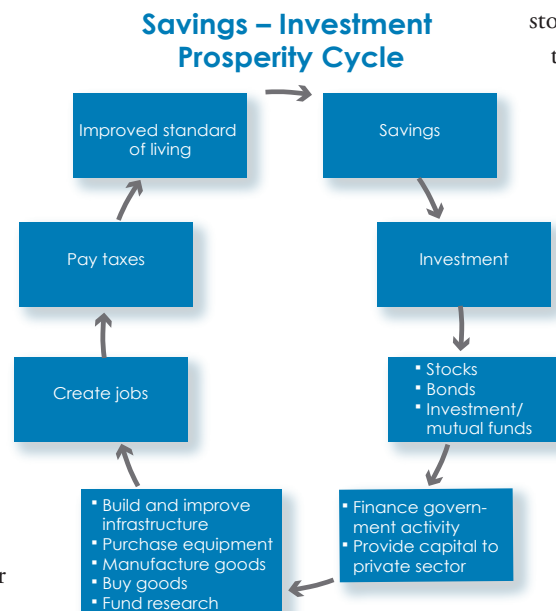 Savings – Investment
Prosperity Cycle
sto
t
Improved standard
of living
Savings
Pay taxes
Investment
Create jobs
▪ Stocks
▪ Bonds
▪ Investment/
mutual funds
▪ Build and improve
infrastructure
▪ Purchase equipment
▪ Manufacture goods
▪ Buy goods
▪ Fund research
▪ Finance govern-
ment activity
▪ Provide capital to
private sector
r